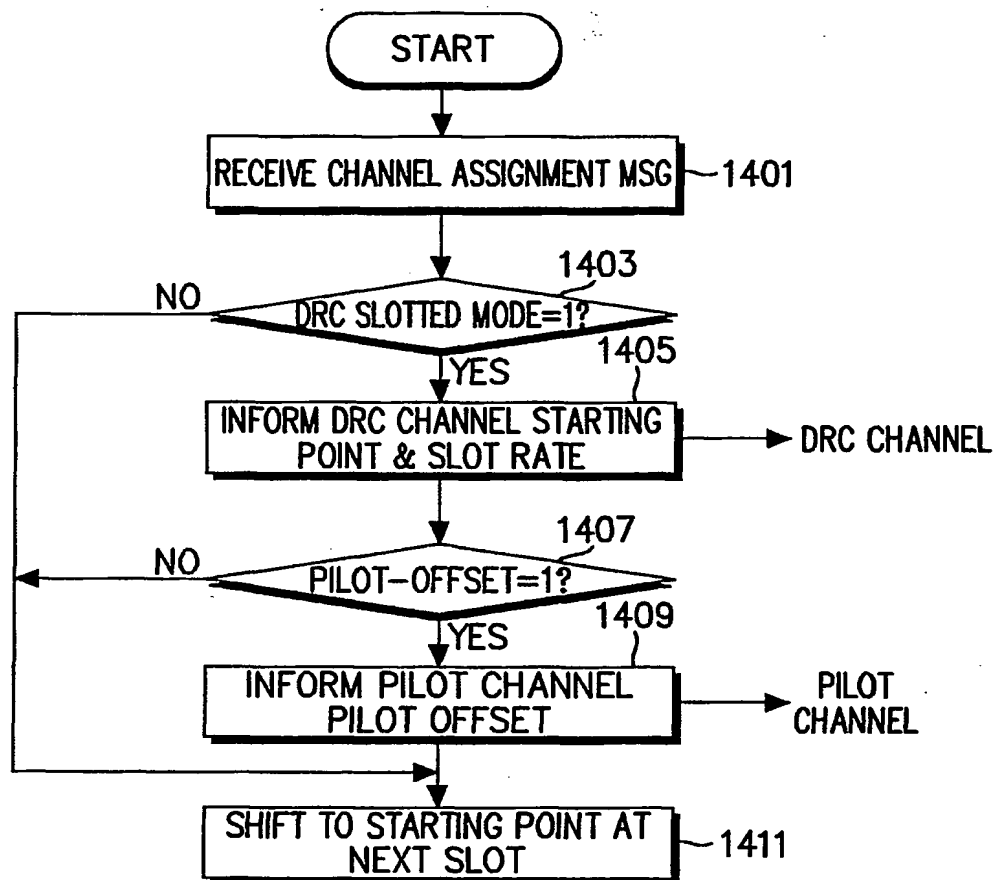 START
RECEIVE CHANNEL ASSIGNMENT MSG
1401
1403
NO
DRC SLOTTED MODE=1?
YES
1405
INFORM DRC CHANNEL STARTING
POINT & SLOT RATE
DRC CHANNEL
1407
NO
PILOT-OFFSET=1?
YES
1409
INFORM PILOT CHANNEL
PILOT OFFSET
PILOT
CHANNEL
SHIFT TO STARTING POINT AT
NEXT SLOT
1411